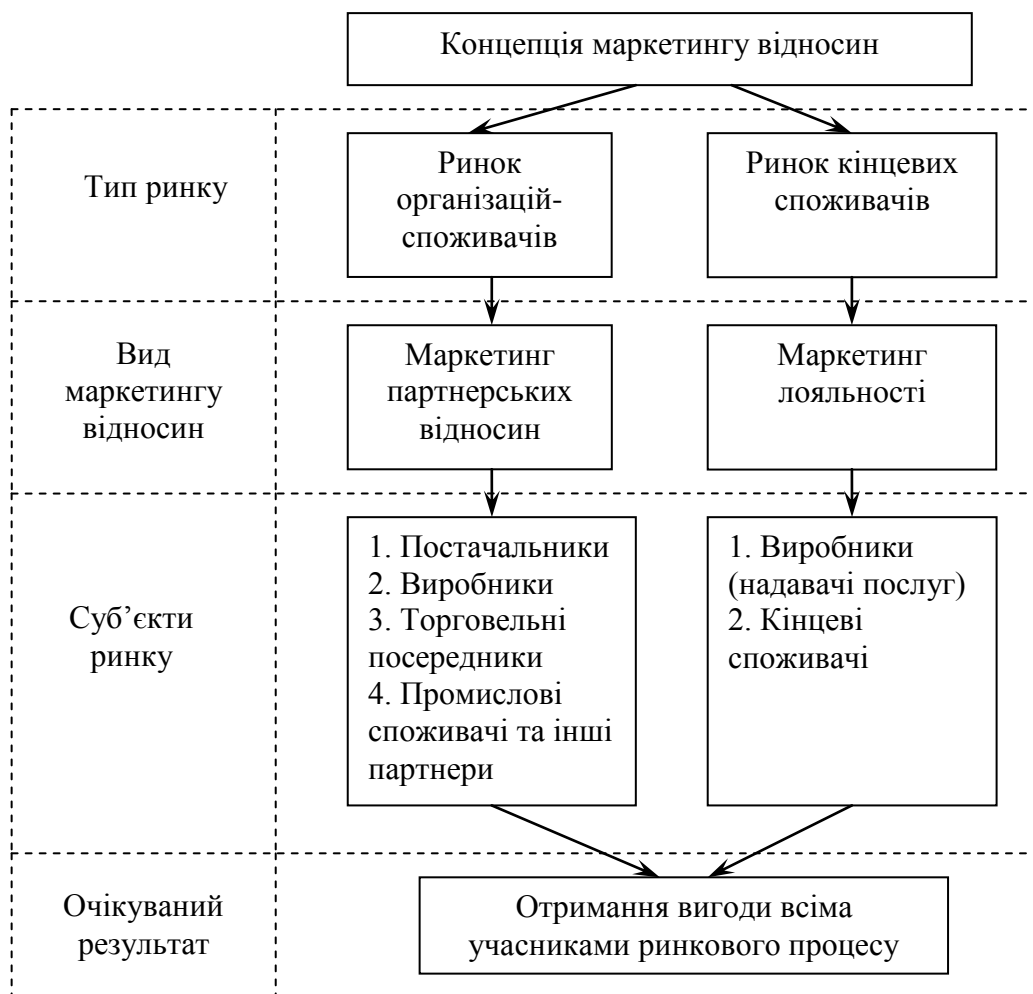 Концепція маркетингу відносин
Тип ринку
Ринок
організацій-
споживачів
Ринок кінцевих
споживачів
Вид
маркетингу
відносин
Маркетинг
партнерських
відносин
Маркетинг
лояльності
Суб’єкти
ринку
1. Постачальники
2. Виробники
3. Торговельні
посередники
4. Промислові
споживачі та інші
партнери
1. Виробники
(надавачі послуг)
2. Кінцеві
споживачі
Очікуваний
результат
Отримання вигоди всіма
учасниками ринкового процесу